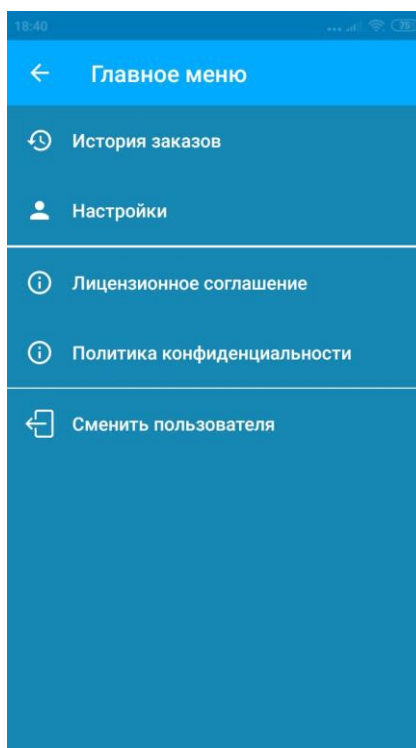 18:40
Главное меню
История заказов
Настройки
Лицензионное соглашение
Политика конфиденциальности
Сменить пользователя